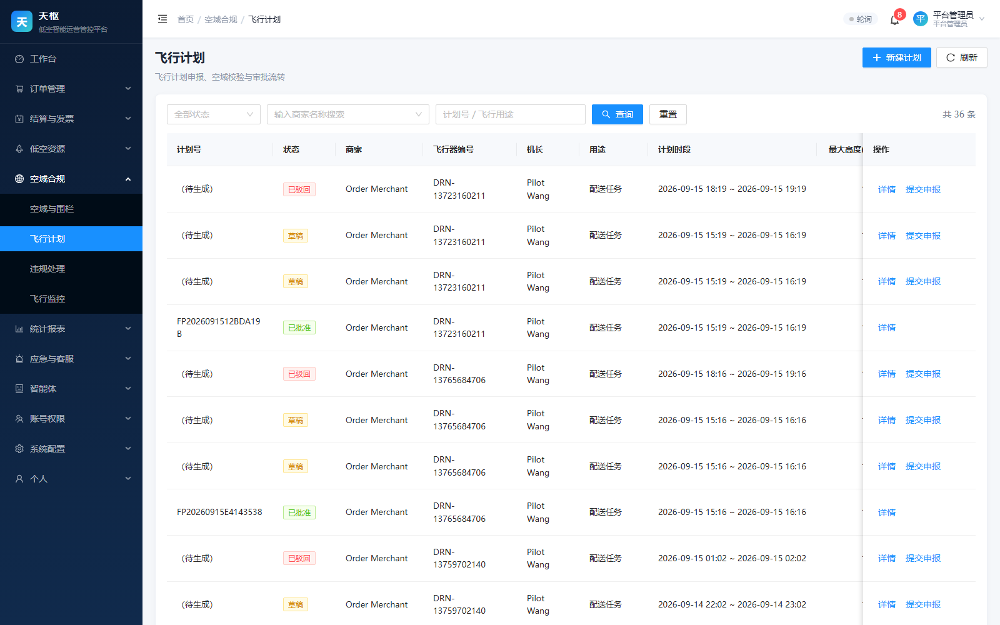 天
天枢
低空智能运营管控平台
工作台
订单管理
结算与发票
低空资源
空域合规
空域与围栏
飞行计划
违规处理
飞行监控
统计报表
应急与客服
智能体
账号权限
系统配置
个人
首页 / 空域合规 / 飞行计划
轮询
8
平
平台管理员
平台管理员
飞行计划
飞行计划申报、空域校验与审批流转
新建计划
刷新
全部状态
输入商家名称搜索
计划号 / 飞行用途
查询
重置
共 36 条
计划号 状态 商家 飞行器编号 机长 用途 计划时段 最大高度( 操作
(待生成) 已驳回 Order Merchant DRN-13723160211 Pilot Wang 配送任务 2026-09-15 18:19 ~ 2026-09-15 19:19 详情 提交申报
(待生成) 草稿 Order Merchant DRN-13723160211 Pilot Wang 配送任务 2026-09-15 15:19 ~ 2026-09-15 16:19 详情 提交申报
(待生成) 草稿 Order Merchant DRN-13723160211 Pilot Wang 配送任务 2026-09-15 15:19 ~ 2026-09-15 16:19 详情 提交申报
FP2026091512BDA19B 已批准 Order Merchant DRN-13723160211 Pilot Wang 配送任务 2026-09-15 15:19 ~ 2026-09-15 16:19 详情
(待生成) 已驳回 Order Merchant DRN-13765684706 Pilot Wang 配送任务 2026-09-15 18:16 ~ 2026-09-15 19:16 详情 提交申报
(待生成) 草稿 Order Merchant DRN-13765684706 Pilot Wang 配送任务 2026-09-15 15:16 ~ 2026-09-15 16:16 详情 提交申报
(待生成) 草稿 Order Merchant DRN-13765684706 Pilot Wang 配送任务 2026-09-15 15:16 ~ 2026-09-15 16:16 详情 提交申报
FP20260915E4143538 已批准 Order Merchant DRN-13765684706 Pilot Wang 配送任务 2026-09-15 15:16 ~ 2026-09-15 16:16 详情
(待生成) 已驳回 Order Merchant DRN-13759702140 Pilot Wang 配送任务 2026-09-15 01:02 ~ 2026-09-15 02:02 详情 提交申报
(待生成) 草稿 Order Merchant DRN-13759702140 Pilot Wang 配送任务 2026-09-14 22:02 ~ 2026-09-14 23:02 详情 提交申报